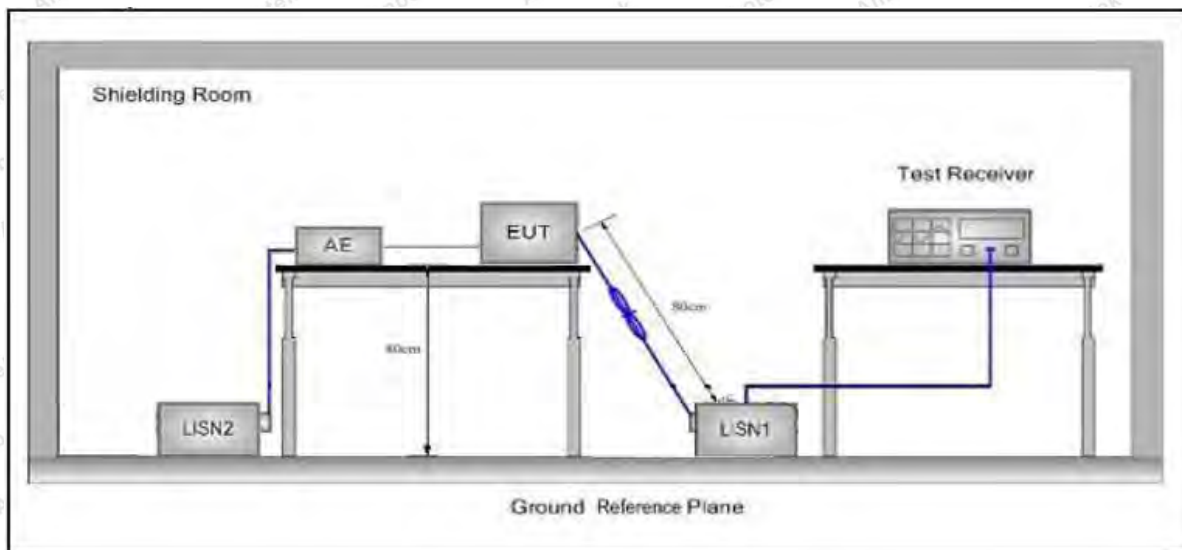 Shielding Room
Test Receiver
AE
EUT
80cm
80cm
LISN2
LISN1
Ground Reference Plane